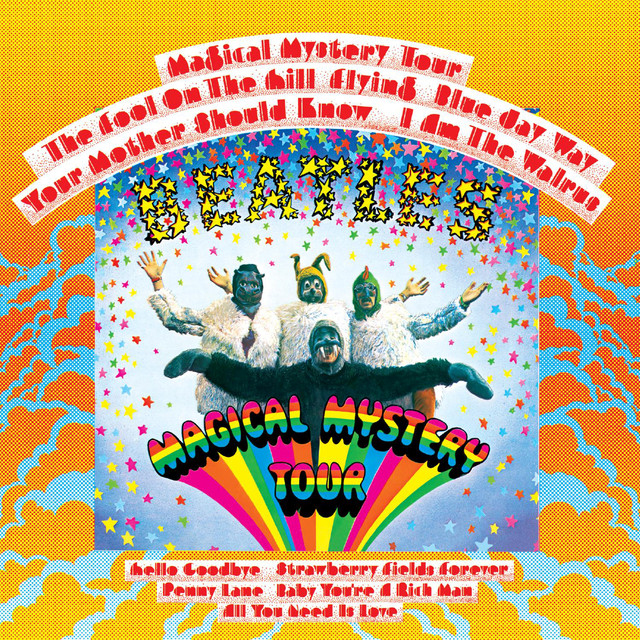 Magical Mystery Tour
The Fool On The Hill Flying Blue Jay Way
Your Mother Should Know I Am The Walrus
BEATLES
MAGICAL MYSTERY
TOUR
Hello Goodbye Strawberry Fields Forever
Penny Lane Baby You're A Rich Man
All You Need Is Love